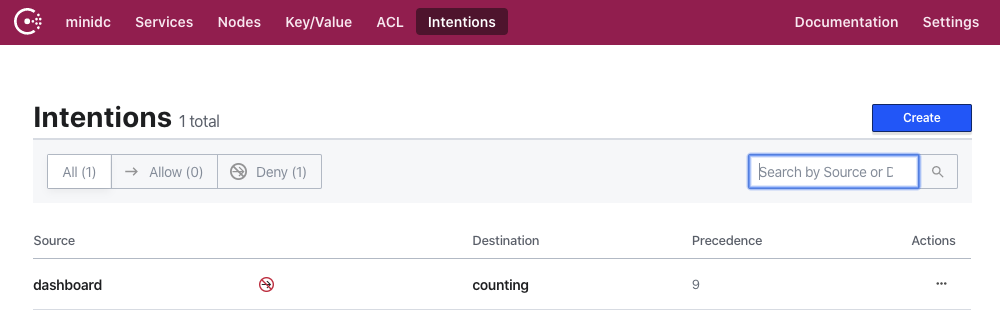 minidc Services Nodes Key/Value ACL Intentions Documentation Settings
Intentions 1 total
Create
All (1) Allow (0) Deny (1)
Search by Source or D
Source Destination Precedence Actions
dashboard counting 9